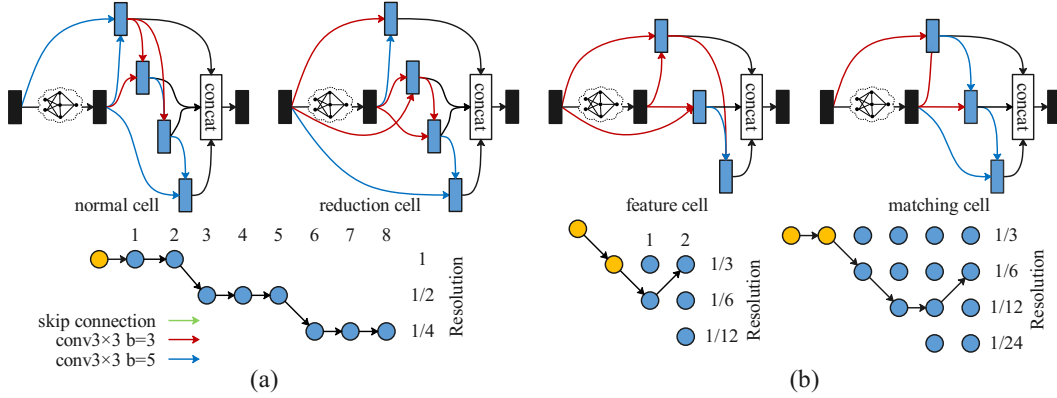 concat
concat
concat
concat
normal cell
reduction cell
feature cell
matching cell
1 2 3 4 5 6 7 8
1
1/2
1/4
Resolution
skip connection
conv3×3 b=3
conv3×3 b=5
(a)
1 2
1/3
1/6
1/12
Resolution
1/3
1/6
1/12
1/24
Resolution
(b)